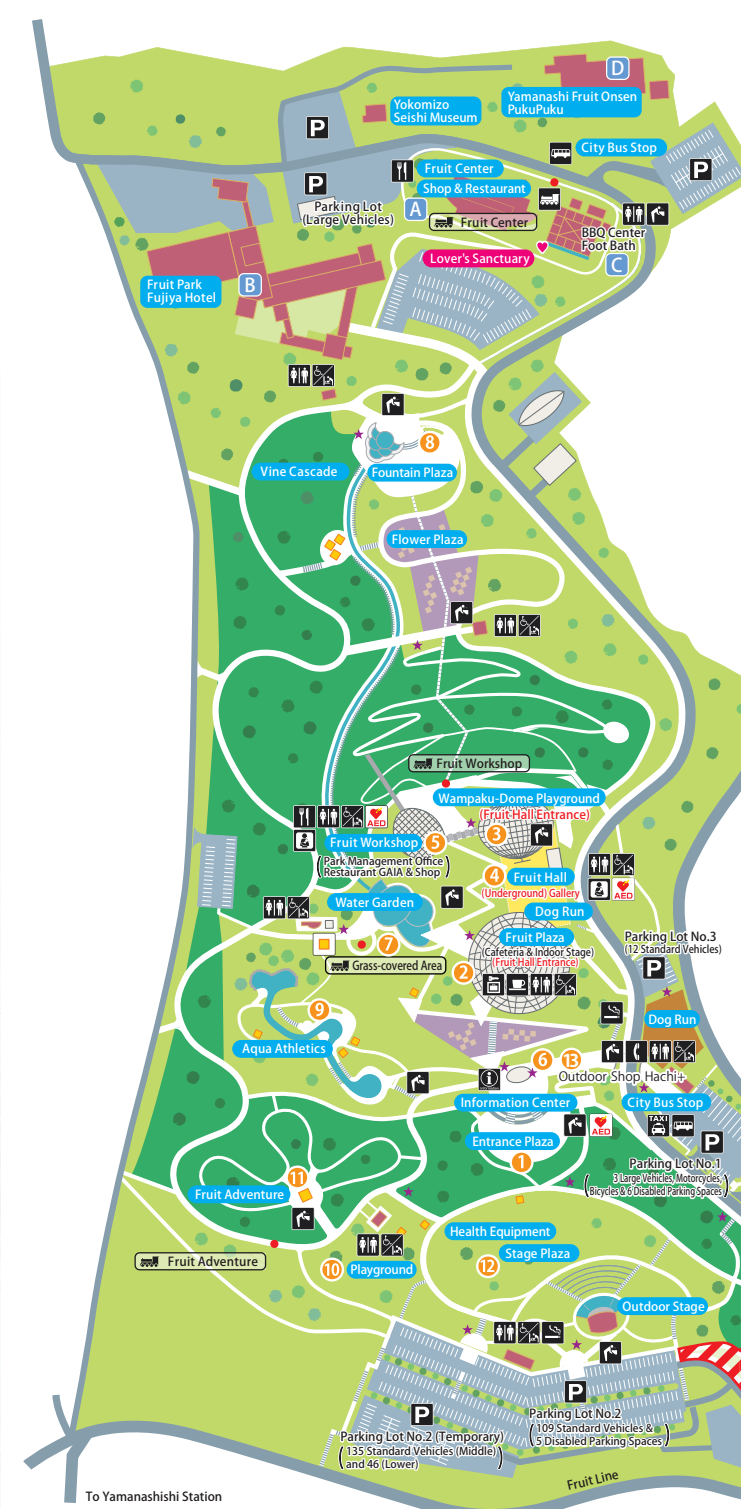 D
Yamanashi Fruit Onsen
PukuPuku
Yokomizo
Seishi Museum
P
City Bus Stop
P
Fruit Center
Shop & Restaurant
P
Parking Lot
(Large Vehicles)
A
Fruit Center
BBQ Center
Foot Bath
C
Lover's Sanctuary
Fruit Park
Fujiya Hotel
B
8
Vine Cascade
Fountain Plaza
Flower Plaza
Fruit Workshop
Wampaku-Dome Playground
(Fruit Hall Entrance)
3
AED
Fruit Workshop
5
(Park Management Office
Restaurant GAIA & Shop)
4
Fruit Hall
(Underground) Gallery
AED
Water Garden
Dog Run
Fruit Plaza
(Cafeteria & Indoor Stage)
(Fruit Hall Entrance)
7
2
Grass-covered Area
Parking Lot No.3
(12 Standard Vehicles)
P
9
Aqua Athletics
Dog Run
6
13
Outdoor Shop Hachi+
i
Information Center
City Bus Stop
TAXI
AED
P
Entrance Plaza
1
Parking Lot No.1
(3 Large Vehicles, Motorcycles,
Bicycles & 6 Disabled Parking Spaces)
11
Fruit Adventure
Health Equipment
Stage Plaza
12
Fruit Adventure
10
Playground
Outdoor Stage
P
P
Parking Lot No.2
(109 Standard Vehicles &
5 Disabled Parking Spaces)
Parking Lot No.2 (Temporary)
(135 Standard Vehicles (Middle)
and 46 (Lower))
Fruit Line
To Yamanashishi Station